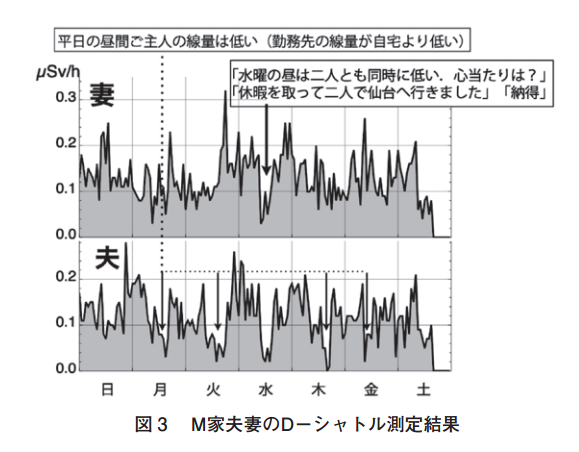 平日の昼間ご主人の線量は低い（勤務先の線量が自宅より低い）
μSv/h
「水曜の昼は二人とも同時に低い．心当たりは？」
「休暇を取って二人で仙台へ行きました」「納得」
妻
0.3
0.2
0.1
0.0
夫
0.2
0.1
0.0
日 月 火 水 木 金 土
図３　M家夫妻のDーシャトル測定結果